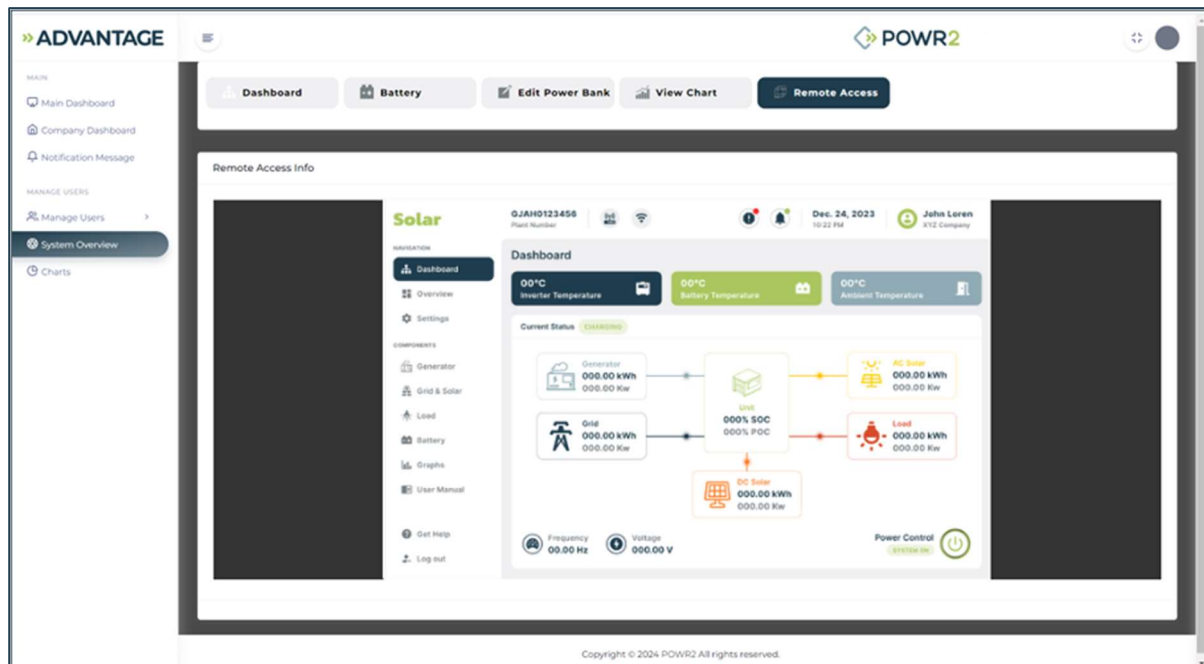 » ADVANTAGE
POWR2
MAIN
Main Dashboard
Company Dashboard
Notification Message
MANAGE USERS
Manage Users >
System Overview
Charts
Dashboard
Battery
Edit Power Bank
View Chart
Remote Access
Remote Access Info
Solar
GJAH0123456
Plant Number
Dec. 24, 2023
10:22 PM
John Loren
XYZ Company
NAVIGATION
Dashboard
Overview
Settings
COMPONENTS
Generator
Grid & Solar
Load
Battery
Graphs
User Manual
Get Help
Log out
Dashboard
00°C
Inverter Temperature
00°C
Battery Temperature
00°C
Ambient Temperature
Current Status CHARGING
Generator
000.00 kWh
000.00 Kw
Grid
000.00 kWh
000.00 Kw
Unit
000% SOC
000% POC
AC Solar
000.00 kWh
000.00 Kw
Load
000.00 kWh
000.00 Kw
DC Solar
000.00 kWh
000.00 Kw
Frequency
00.00 Hz
Voltage
000.00 V
Power Control
SYSTEM ON
Copyright © 2024 POWR2 All rights reserved.